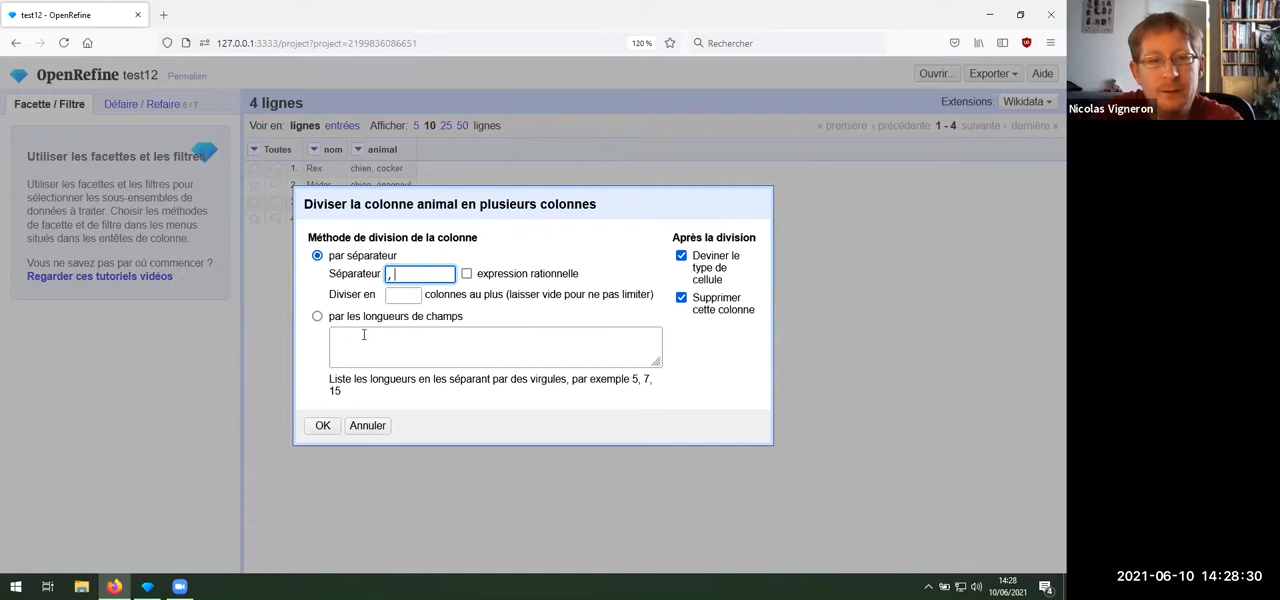 test12 - OpenRefine
127.0.0.1:3333/project?project=2199836086651
120 %
Rechercher
OpenRefine test12 Permalien
Ouvrir...
Exporter
Aide
Facette / Filtre
Défaire / Refaire 6 / 7
4 lignes
Extensions:
Wikidata
Voir en: lignes entrées Afficher: 5 10 25 50 lignes
« première ‹ précédente 1 - 4 suivante › dernière »
Toutes
nom
animal
1. Rex chien, cocker
2. Médor chien, épagneul
Utiliser les facettes et les filtres
Utiliser les facettes et les filtres pour
sélectionner les sous-ensembles de
données à traiter. Choisir les méthodes
de facette et de filtre dans les menus
situés dans les entêtes de colonne.
Vous ne savez pas par où commencer ?
Regarder ces tutoriels vidéos
Diviser la colonne animal en plusieurs colonnes
Méthode de division de la colonne
par séparateur
Séparateur , expression rationnelle
Diviser en colonnes au plus (laisser vide pour ne pas limiter)
par les longueurs de champs
Liste les longueurs en les séparant par des virgules, par exemple 5, 7,
15
Après la division
Deviner le
type de
cellule
Supprimer
cette colonne
OK
Annuler
Nicolas Vigneron
14:28
10/06/2021
4
2021-06-10 14:28:30